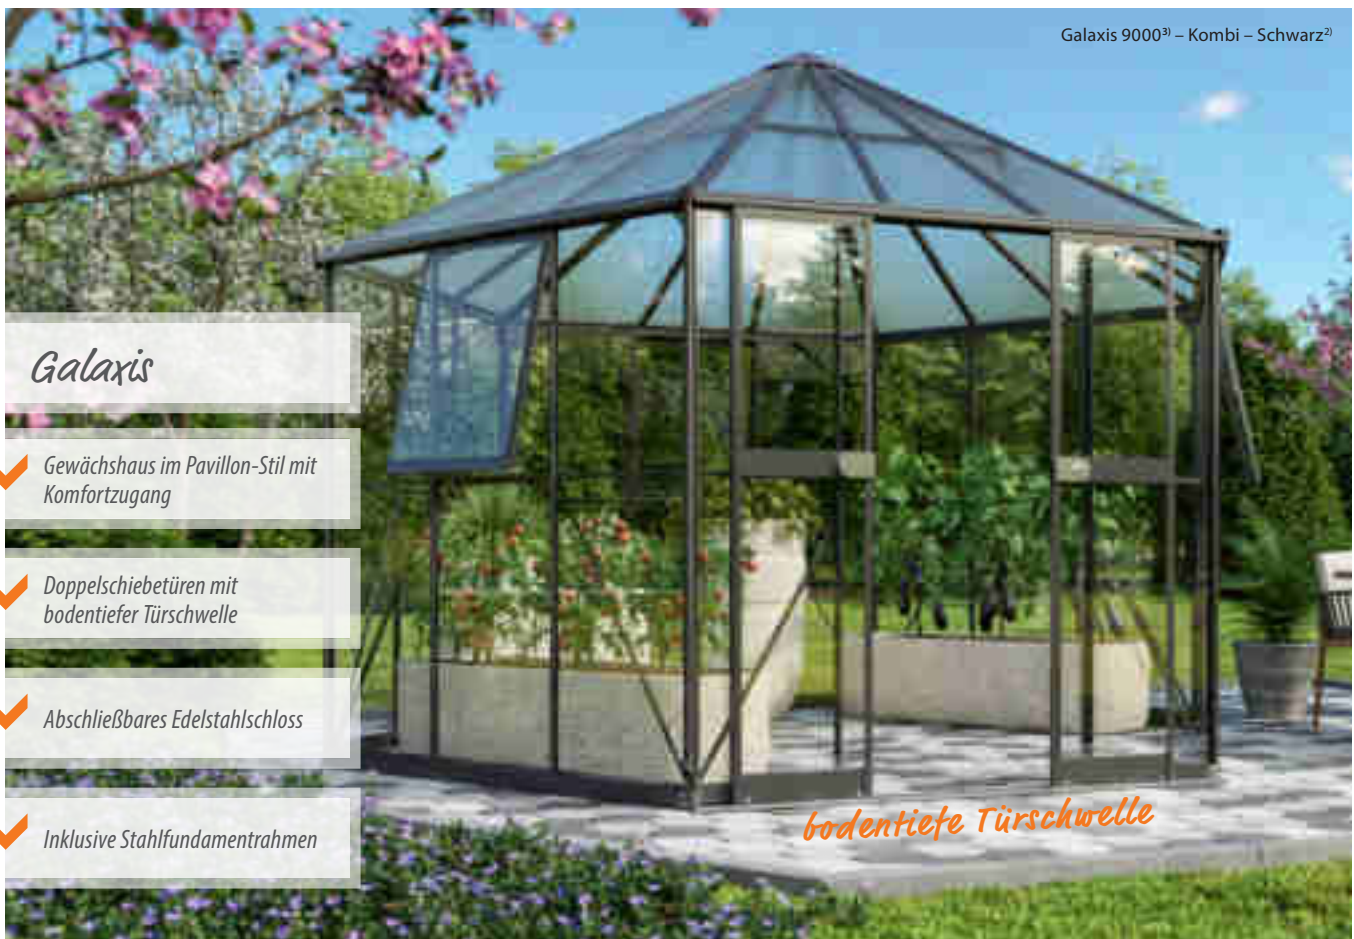 Galaxis 9000³⁾ – Kombi – Schwarz²⁾
Galaxis
Gewächshaus im Pavillon-Stil mit
Komfortzugang
Doppelschiebetüren mit
bodentiefer Türschwelle
Abschließbares Edelstahlschloss
Inklusive Stahlfundamentrahmen
bodentiefe Türschwelle